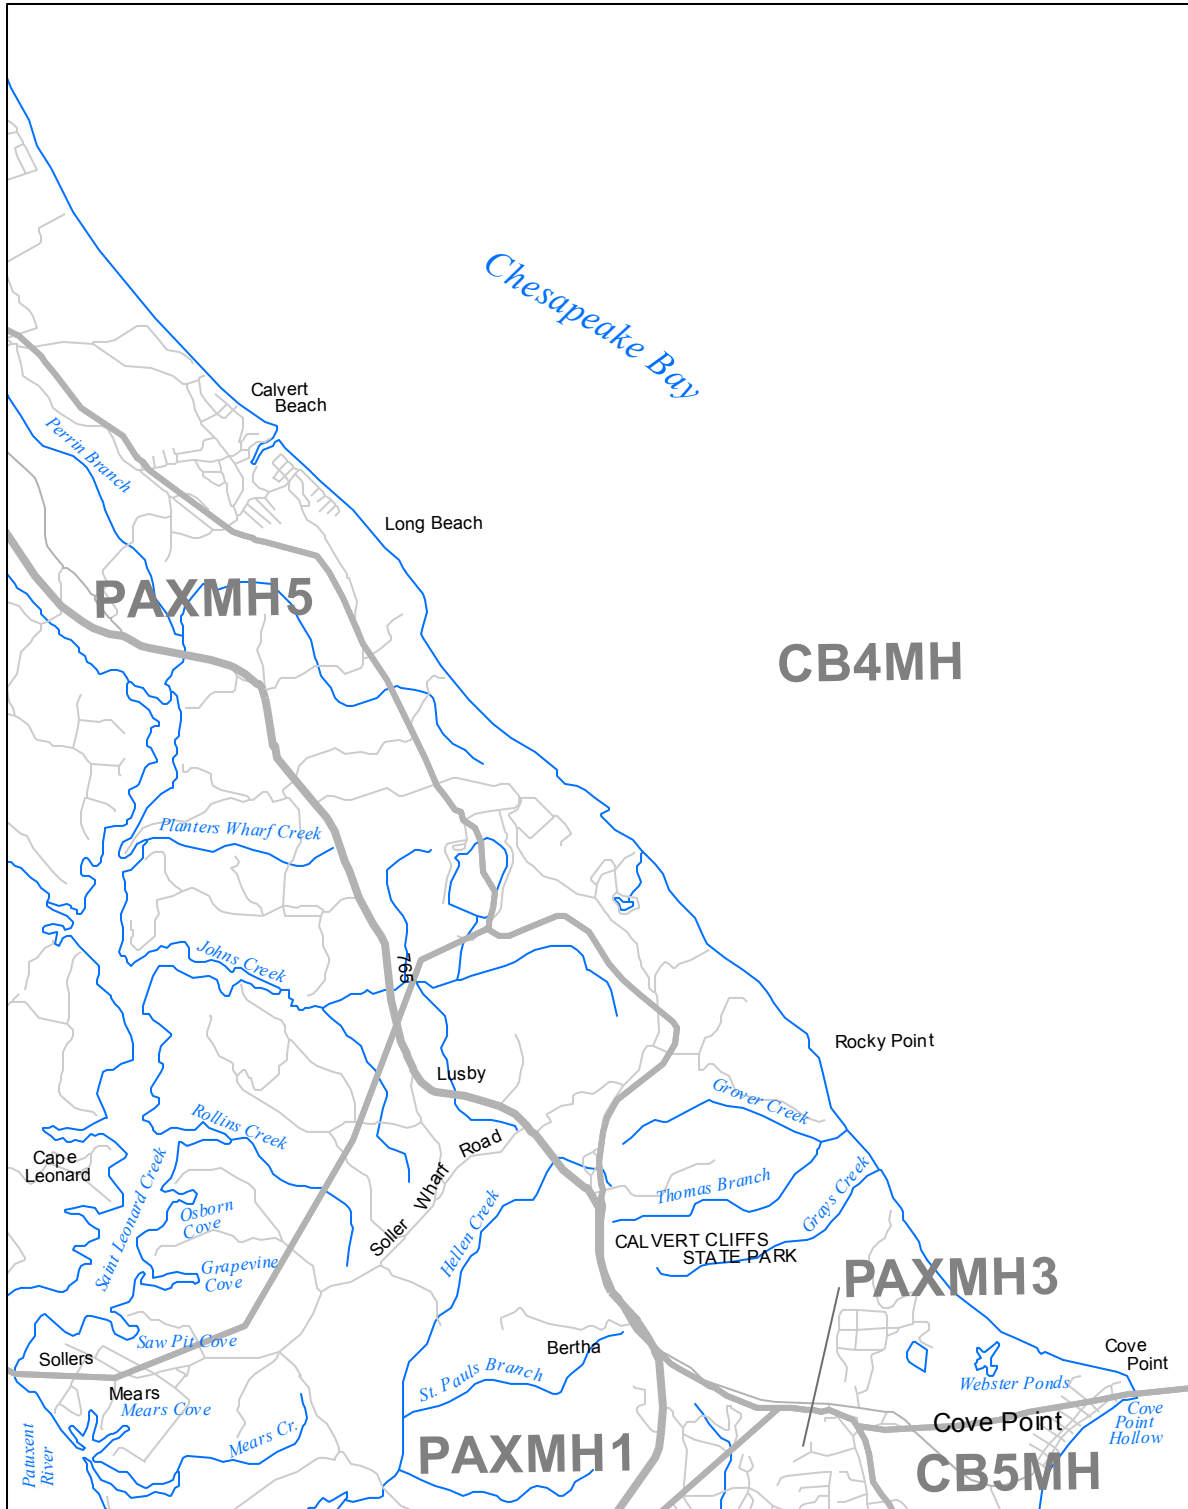 Chesapeake Bay
Calvert
Beach
Perrin Branch
Long Beach
PAXMH5
CB4MH
Planters Wharf Creek
Johns Creek
765
Rocky Point
Lusby
Grover Creek
Rollins Creek
Soller Wharf Road
Cape
Leonard
Saint Leonard Creek
Thomas Branch
Grays Creek
Osborn
Cove
Hellen Creek
CALVERT CLIFFS
STATE PARK
Grapevine
Cove
PAXMH3
Saw Pit Cove
Sollers
Bertha
Cove
Point
St. Pauls Branch
Webster Ponds
Mears
Mears Cove
Cove Point
Cove
Point
Hollow
Mears Cr.
Patuxent
River
PAXMH1
CB5MH